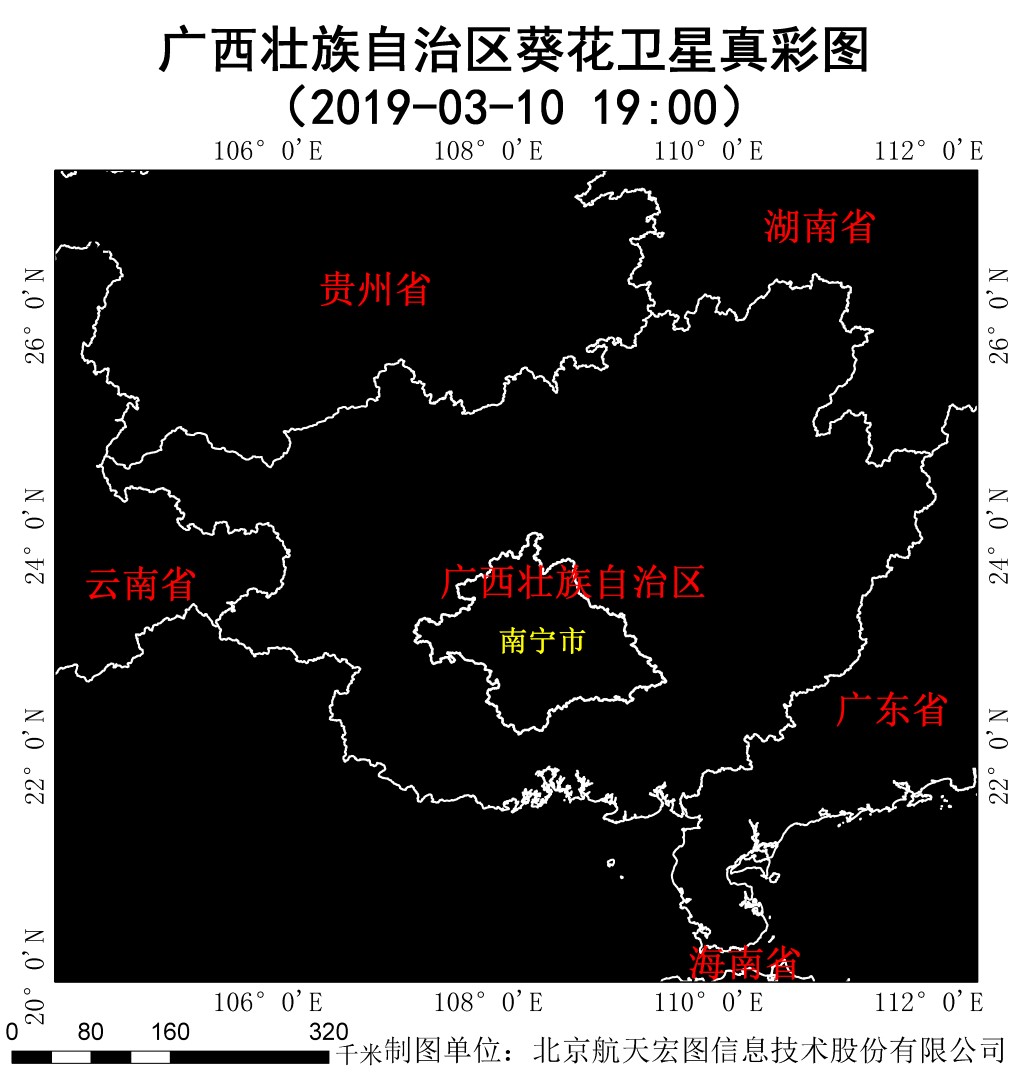 广西壮族自治区葵花卫星真彩图
（2019-03-10 19:00）
106° 0'E 108° 0'E 110° 0'E 112° 0'E
湖南省
贵州省
26° 0'N 26° 0'N
24° 0'N 24° 0'N
云南省
广西壮族自治区
南宁市
广东省
22° 0'N 22° 0'N
海南省
20° 0'N
106° 0'E 108° 0'E 110° 0'E 112° 0'E
0 80 160 320
千米 制图单位：北京航天宏图信息技术股份有限公司